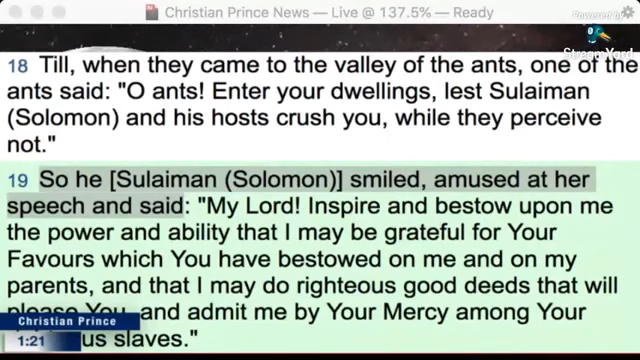 Christian Prince News — Live @ 137.5% — Ready
Powered by
StreamYard
18 Till, when they came to the valley of the ants, one of the
ants said: "O ants! Enter your dwellings, lest Sulaiman
(Solomon) and his hosts crush you, while they perceive
not."
19 So he [Sulaiman (Solomon)] smiled, amused at her
speech and said: "My Lord! Inspire and bestow upon me
the power and ability that I may be grateful for Your
Favours which You have bestowed on me and on my
parents, and that I may do righteous good deeds that will
please You, and admit me by Your Mercy among Your
us slaves."
Christian Prince
1:21